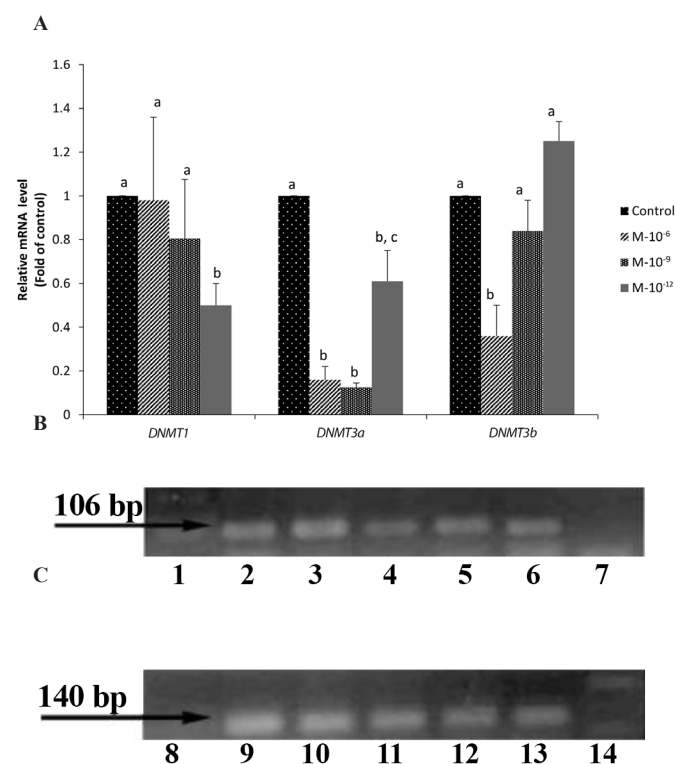 A
1.6
1.4
1.2
1
0.8
0.6
0.4
0.2
0
Relative mRNA level
(Fold of control)
a a a b
a b b b, c
a b a a
DNMT1 DNMT3a DNMT3b
Control
M-10⁻⁶
M-10⁻⁹
M-10⁻¹²
B
106 bp
1 2 3 4 5 6 7
C
140 bp
8 9 10 11 12 13 14